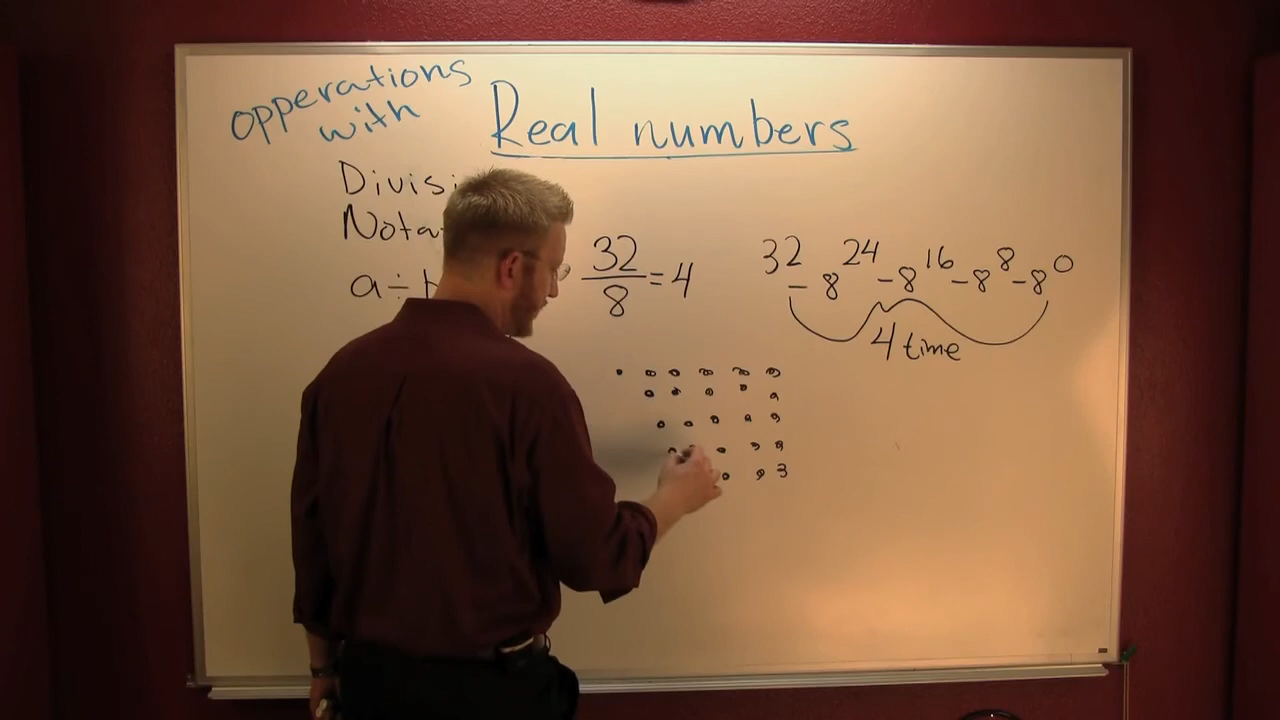 opperations
with
Real numbers
Divisi
Nota
a ÷
32
8
= 4
32 - 8 24 - 8 16 - 8 8 - 8 0
4 time